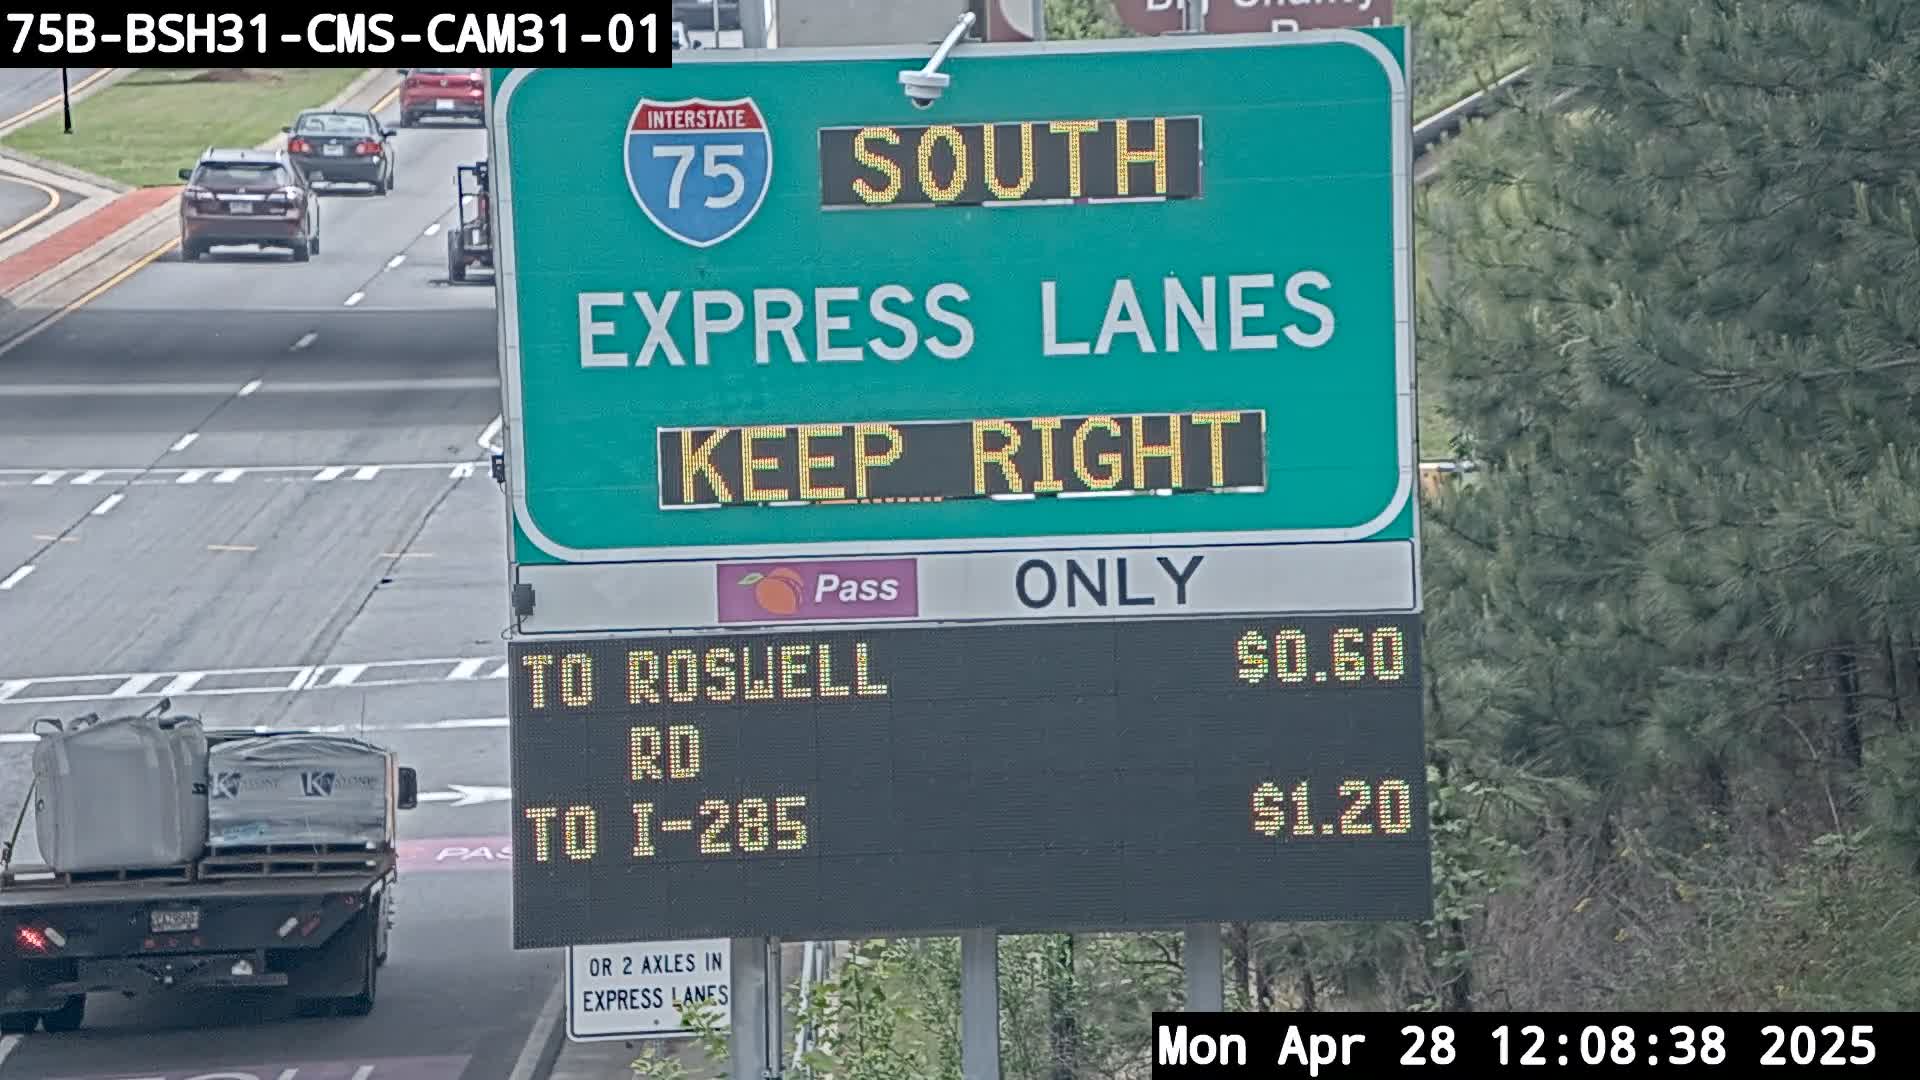 75B-BSH31-CMS-CAM31-01
INTERSTATE
75
SOUTH
EXPRESS LANES
KEEP RIGHT
Pass
ONLY
TO ROSWELL $0.60
RD
TO I-285 $1.20
OR 2 AXLES IN
EXPRESS LANES
Mon Apr 28 12:08:38 2025